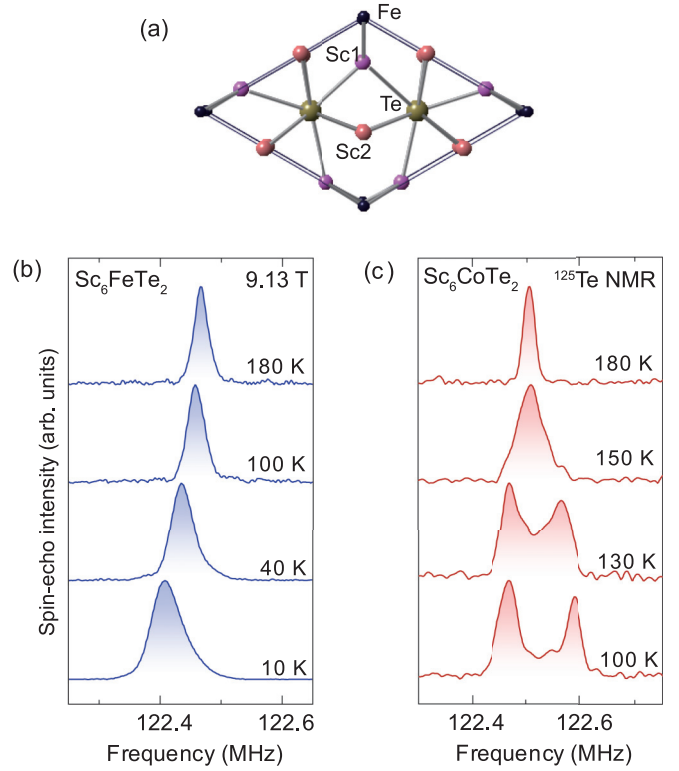 (a)
Fe
Sc1
Te
Sc2
(b)
Sc₆FeTe₂ 9.13 T
180 K
100 K
40 K
10 K
122.4 122.6
Frequency (MHz)
Spin-echo intensity (arb. units)
(c)
Sc₆CoTe₂ ¹²⁵Te NMR
180 K
150 K
130 K
100 K
122.4 122.6
Frequency (MHz)